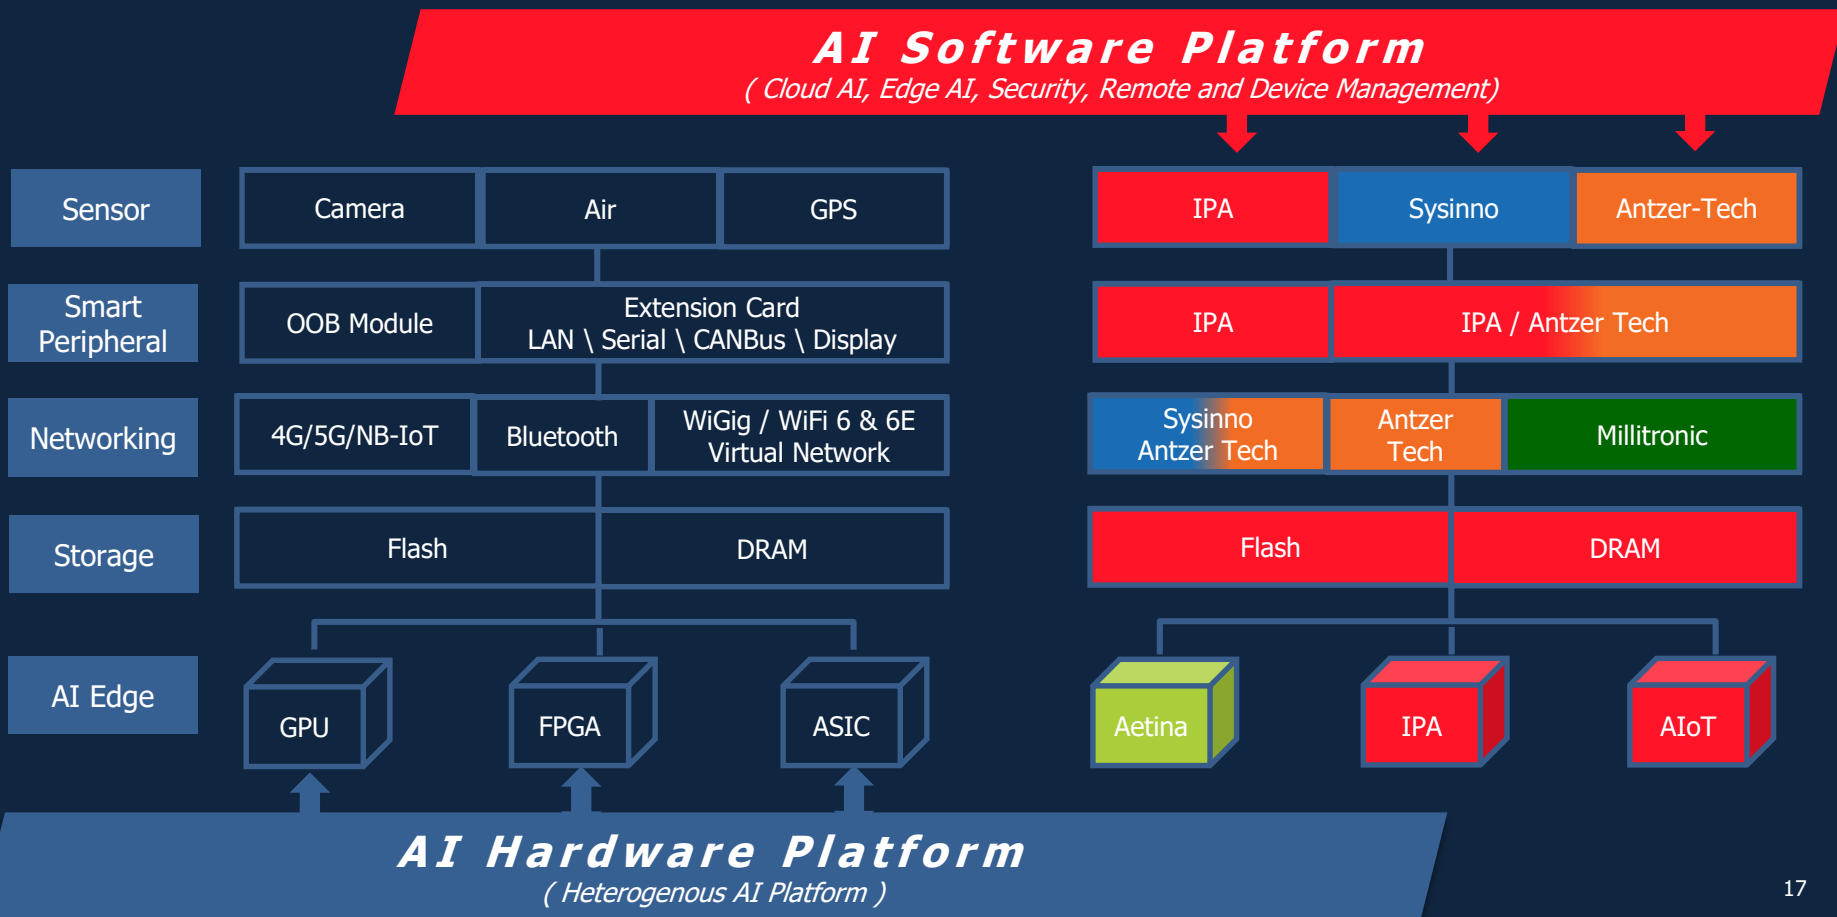 AI Software Platform
( Cloud AI, Edge AI, Security, Remote and Device Management)
Sensor
Camera
Air
GPS
IPA
Sysinno
Antzer-Tech
Smart
Peripheral
OOB Module
Extension Card
LAN \ Serial \ CANBus \ Display
IPA
IPA / Antzer Tech
Networking
4G/5G/NB-IoT
Bluetooth
WiGig / WiFi 6 & 6E
Virtual Network
Sysinno
Antzer Tech
Antzer
Tech
Millitronic
Storage
Flash
DRAM
Flash
DRAM
AI Edge
GPU
FPGA
ASIC
Aetina
IPA
AIoT
AI Hardware Platform
( Heterogenous AI Platform )
17